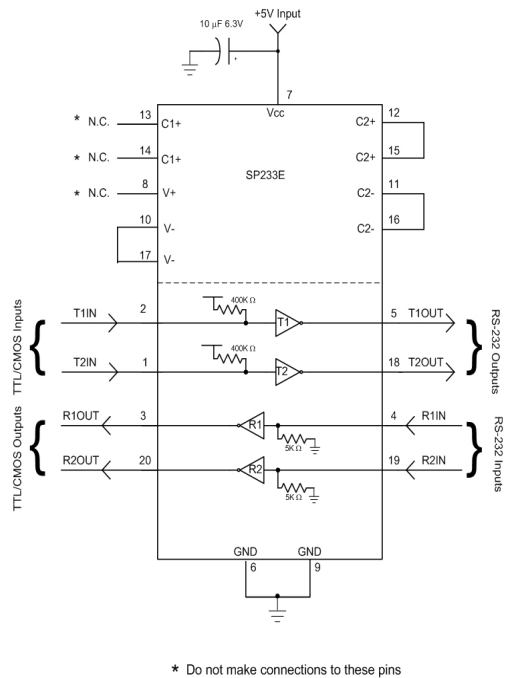 +5V Input
10 µF 6.3V
+
7
Vcc
* N.C. 13 C1+
* N.C. 14 C1+
* N.C. 8 V+
10 V-
17 V-
SP233E
C2+ 12
C2+ 15
C2- 11
C2- 16
TTL/CMOS Inputs
T1IN 2 400K Ω T1 5 T1OUT
T2IN 1 400K Ω T2 18 T2OUT
RS-232 Outputs
TTL/CMOS Outputs
R1OUT 3 R1 5K Ω 4 R1IN
R2OUT 20 R2 5K Ω 19 R2IN
RS-232 Inputs
GND GND
6 9
* Do not make connections to these pins